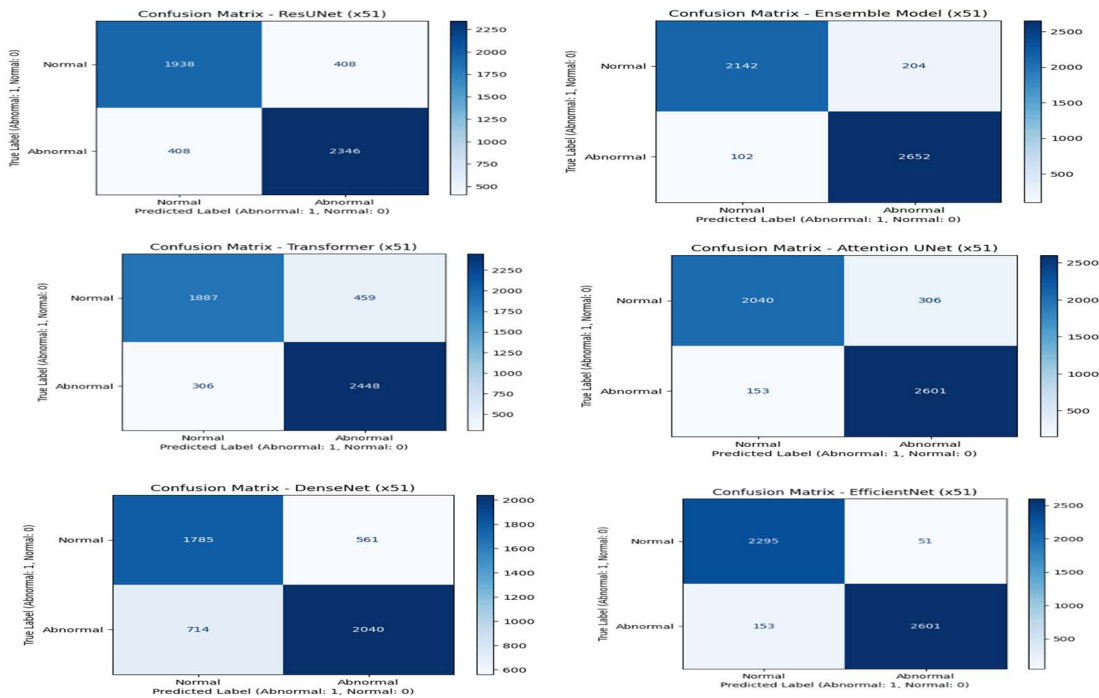 Confusion Matrix - ResUNet (x51)
True Label (Abnormal: 1, Normal: 0)
Normal
1938
408
Abnormal
408
2346
Normal
Abnormal
Predicted Label (Abnormal: 1, Normal: 0)
2250
2000
1750
1500
1250
1000
750
500
Confusion Matrix - Ensemble Model (x51)
True Label (Abnormal: 1, Normal: 0)
Normal
2142
204
Abnormal
102
2652
Normal
Abnormal
Predicted Label (Abnormal: 1, Normal: 0)
2500
2000
1500
1000
500
Confusion Matrix - Transformer (x51)
True Label (Abnormal: 1, Normal: 0)
Normal
1887
459
Abnormal
306
2448
Normal
Abnormal
Predicted Label (Abnormal: 1, Normal: 0)
2250
2000
1750
1500
1250
1000
750
500
Confusion Matrix - Attention UNet (x51)
True Label (Abnormal: 1, Normal: 0)
Normal
2040
306
Abnormal
153
2601
Normal
Abnormal
Predicted Label (Abnormal: 1, Normal: 0)
2500
2000
1500
1000
500
Confusion Matrix - DenseNet (x51)
True Label (Abnormal: 1, Normal: 0)
Normal
1785
561
Abnormal
714
2040
Normal
Abnormal
Predicted Label (Abnormal: 1, Normal: 0)
2000
1800
1600
1400
1200
1000
800
600
Confusion Matrix - EfficientNet (x51)
True Label (Abnormal: 1, Normal: 0)
Normal
2295
51
Abnormal
153
2601
Normal
Abnormal
Predicted Label (Abnormal: 1, Normal: 0)
2500
2000
1500
1000
500